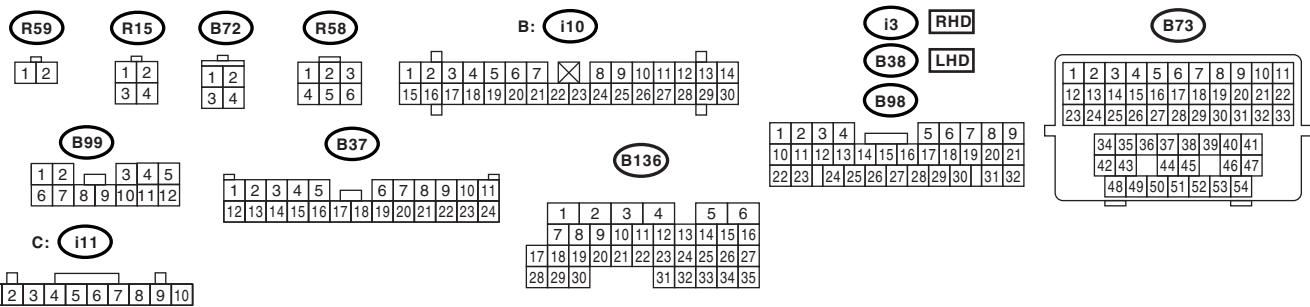 R59
1 2
R15
1 2
3 4
B72
1 2
3 4
R58
1 2 3
4 5 6
B: i10
1 2 3 4 5 6 7 8 9 10 11 12 13 14
15 16 17 18 19 20 21 22 23 24 25 26 27 28 29 30
i3 RHD
B38 LHD
B98
1 2 3 4 5 6 7 8 9
10 11 12 13 14 15 16 17 18 19 20 21
22 23 24 25 26 27 28 29 30 31 32
B73
1 2 3 4 5 6 7 8 9 10 11
12 13 14 15 16 17 18 19 20 21 22
23 24 25 26 27 28 29 30 31 32 33
34 35 36 37 38 39 40 41
42 43 44 45 46 47
48 49 50 51 52 53 54
B99
1 2 3 4 5
6 7 8 9 10 11 12
B37
1 2 3 4 5 6 7 8 9 10 11
12 13 14 15 16 17 18 19 20 21 22 23 24
B136
1 2 3 4 5 6
7 8 9 10 11 12 13 14 15 16
17 18 19 20 21 22 23 24 25 26 27
28 29 30 31 32 33 34 35
C: i11
2 3 4 5 6 7 8 9 10